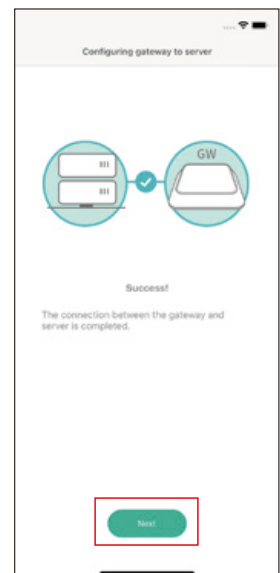 Configuring gateway to server
GW
Success!
The connection between the gateway and
server is completed.
Next